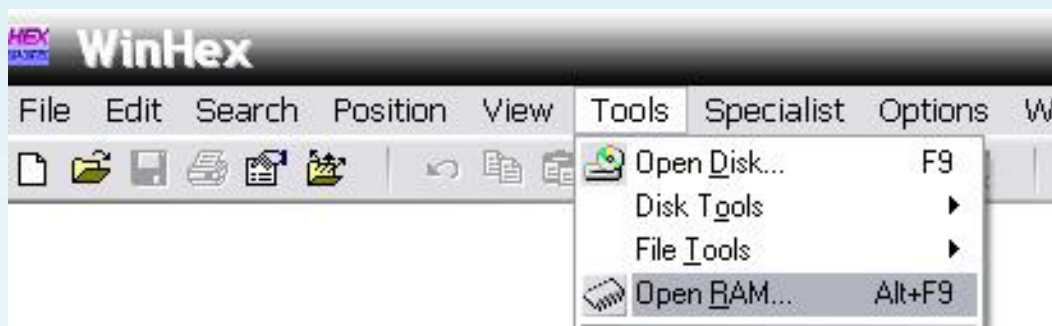 WinHex
File Edit Search Position View Tools Specialist Options
Open Disk... F9
Disk Tools
File Tools
Open RAM... Alt+F9